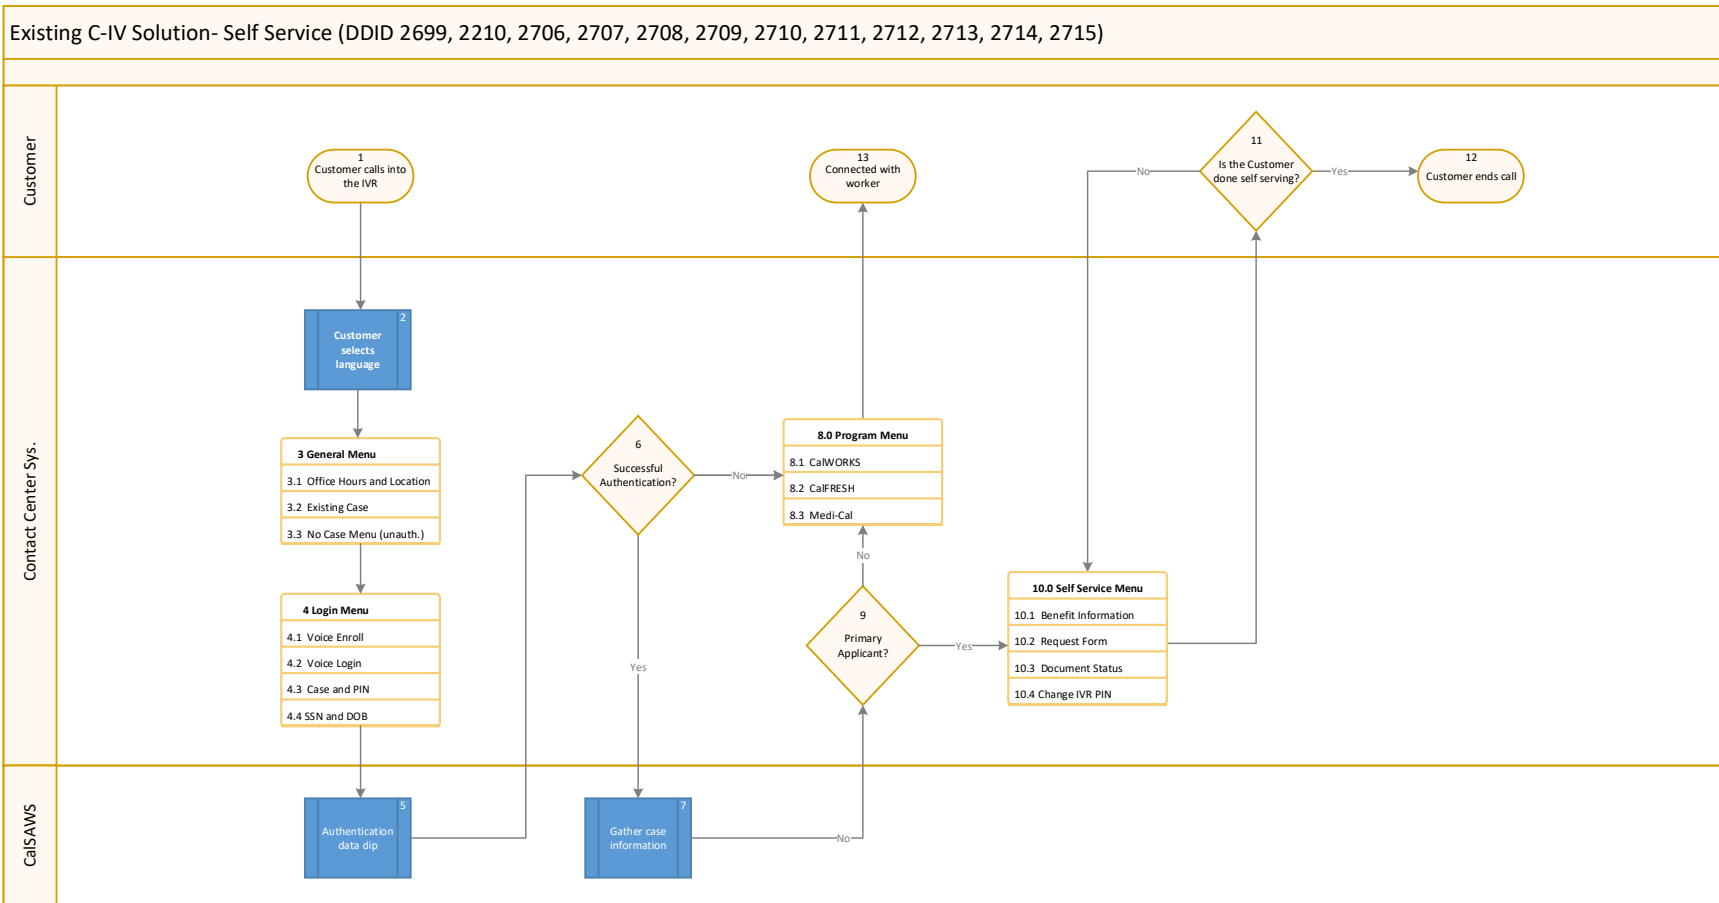 Existing C-IV Solution- Self Service (DDID 2699, 2210, 2706, 2707, 2708, 2709, 2710, 2711, 2712, 2713, 2714, 2715)
Customer
1
Customer calls into
the IVR
13
Connected with
worker
11
Is the Customer
done self serving?
No
Yes
12
Customer ends call
Contact Center Sys.
2
Customer
selects
language
3 General Menu
3.1 Office Hours and Location
3.2 Existing Case
3.3 No Case Menu (unauth.)
4 Login Menu
4.1 Voice Enroll
4.2 Voice Login
4.3 Case and PIN
4.4 SSN and DOB
6
Successful
Authentication?
No
Yes
8.0 Program Menu
8.1 CalWORKS
8.2 CalFRESH
8.3 Medi-Cal
No
9
Primary
Applicant?
Yes
10.0 Self Service Menu
10.1 Benefit Information
10.2 Request Form
10.3 Document Status
10.4 Change IVR PIN
CalSAWS
5
Authentication
data dip
7
Gather case
information
No